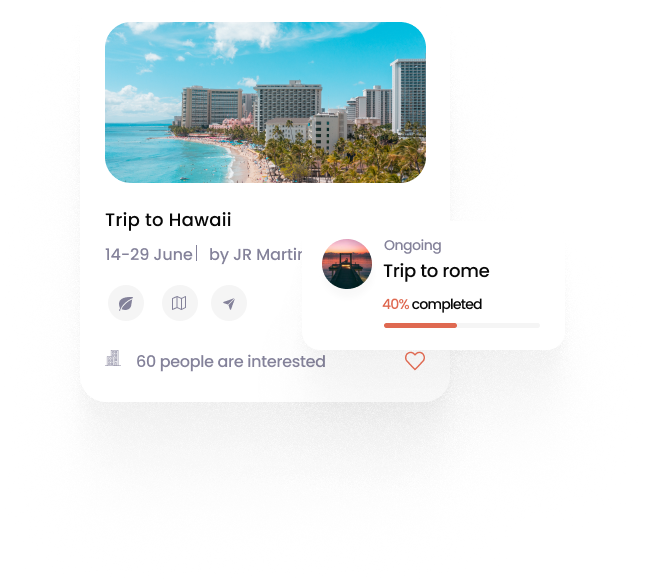 Trip to Hawaii
14-29 June | by JR Martin
Ongoing
Trip to rome
40% completed
60 people are interested